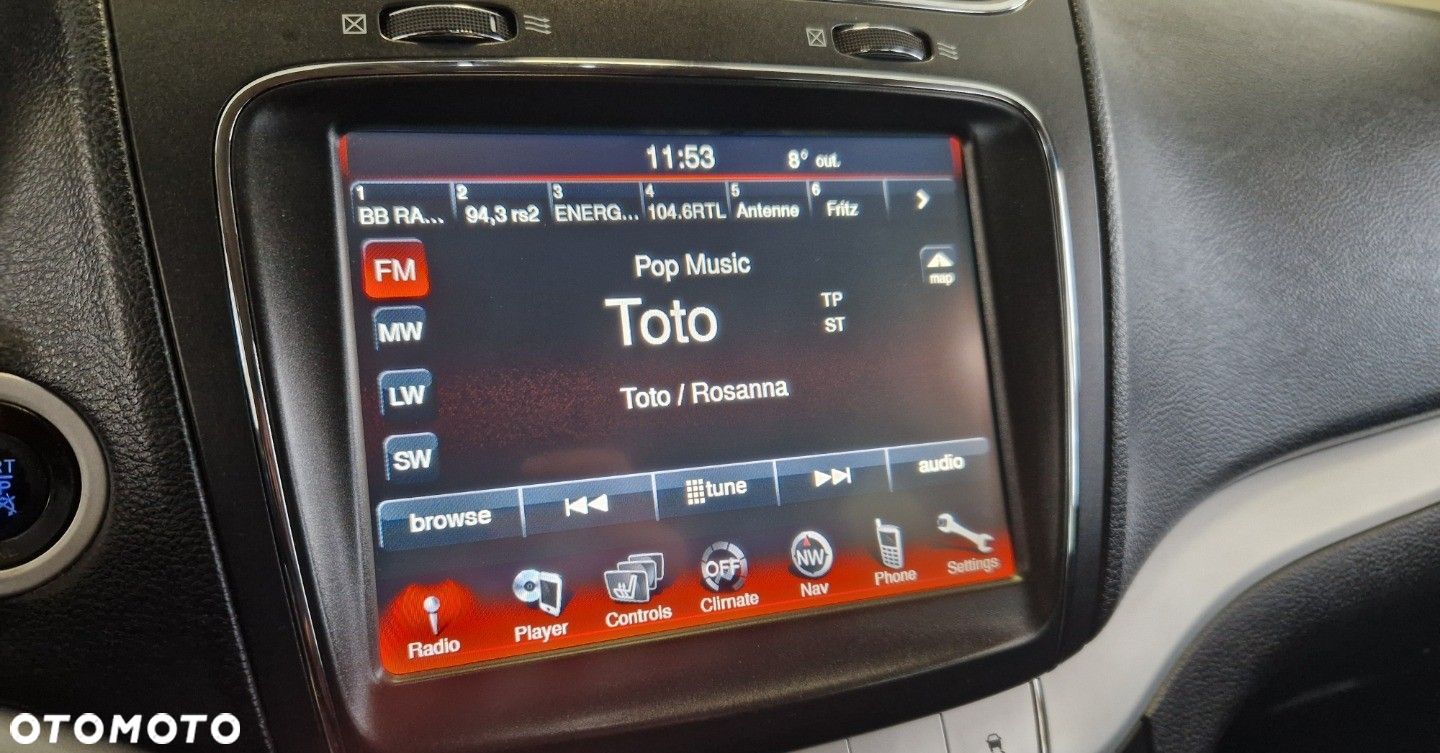 11:53 8° out.
1 2 3 4 5 6
BB RA... 94,3 rs2 ENERG... 104.6RTL Antenne Fritz
FM
Pop Music
map
Toto
TP
ST
MW
LW
Toto / Rosanna
SW
browse tune audio
OFF NW
Radio Player Controls Climate Nav Phone Settings
OTOMOTO